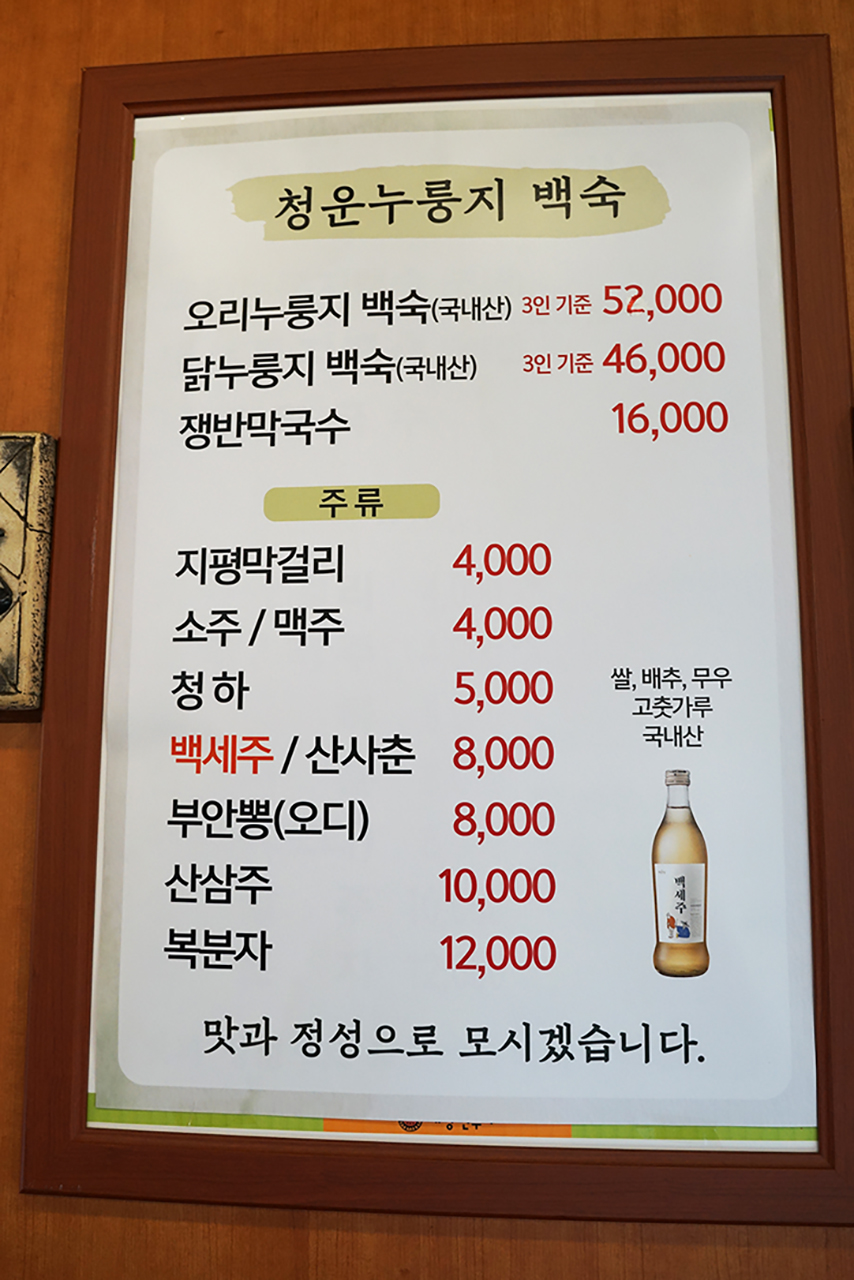 청운누룽지 백숙
오리누룽지 백숙(국내산) 3인 기준 52,000
닭누룽지 백숙(국내산) 3인 기준 46,000
쟁반막국수 16,000
주류
지평막걸리 4,000
소주 / 맥주 4,000
청하 5,000
백세주 / 산사춘 8,000
부안뽕(오디) 8,000
산삼주 10,000
복분자 12,000
쌀, 배추, 무우
고춧가루
국내산
백세주
맛과 정성으로 모시겠습니다.